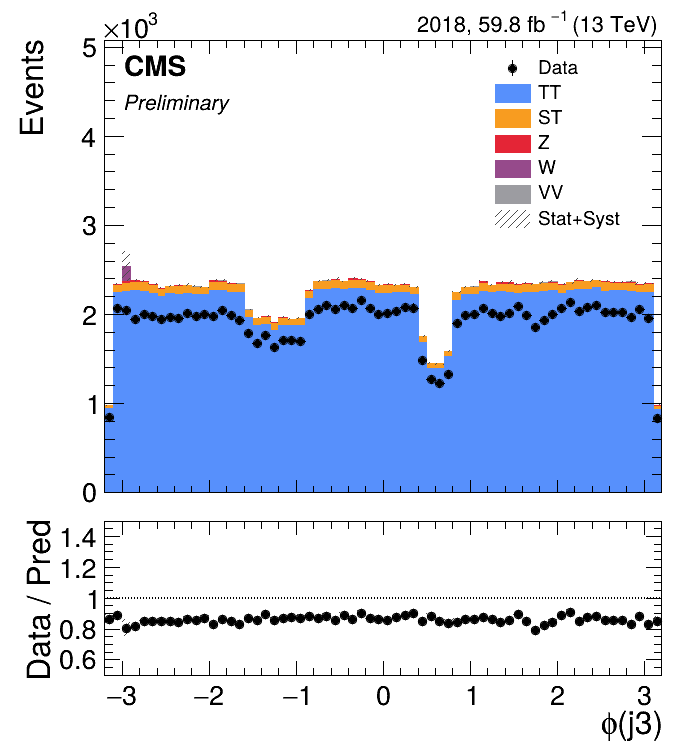 ×10³
2018, 59.8 fb⁻¹ (13 TeV)
Events
5
4
3
2
1
0
CMS
Preliminary
Data
TT
ST
Z
W
VV
Stat+Syst
Data / Pred
1.4
1.2
1
0.8
0.6
−3 −2 −1 0 1 2 3
ϕ(j3)